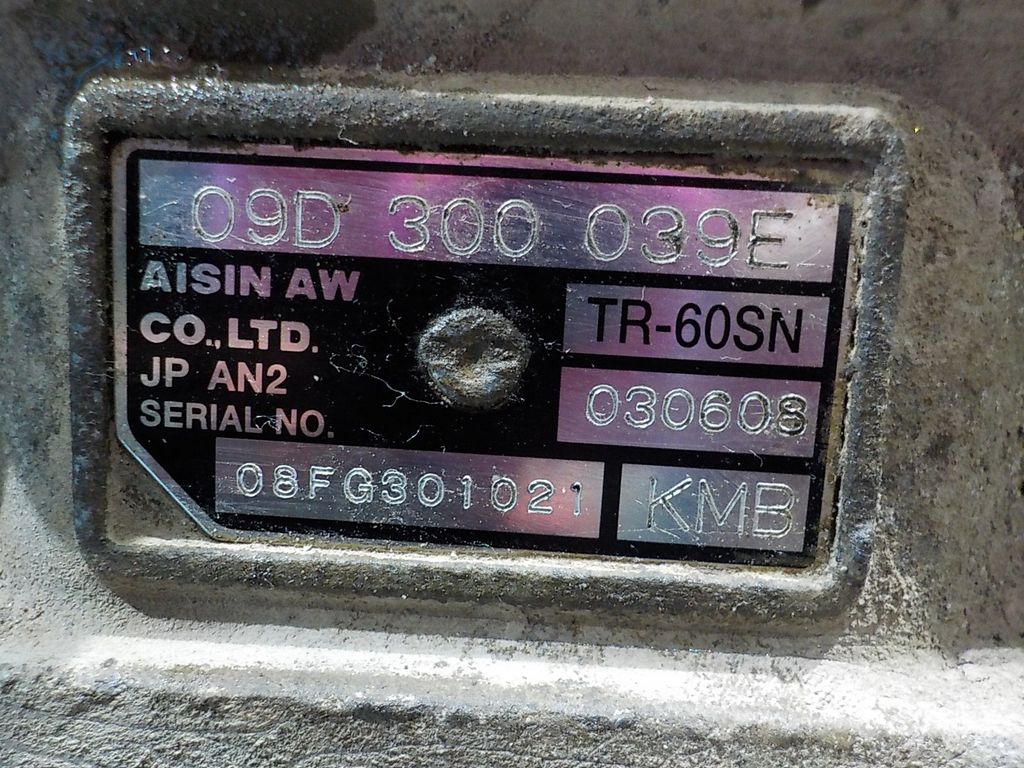 09D 300 039E
AISIN AW
CO., LTD.
JP AN2
SERIAL NO.
TR-60SN
030608
08FG301021
KMB